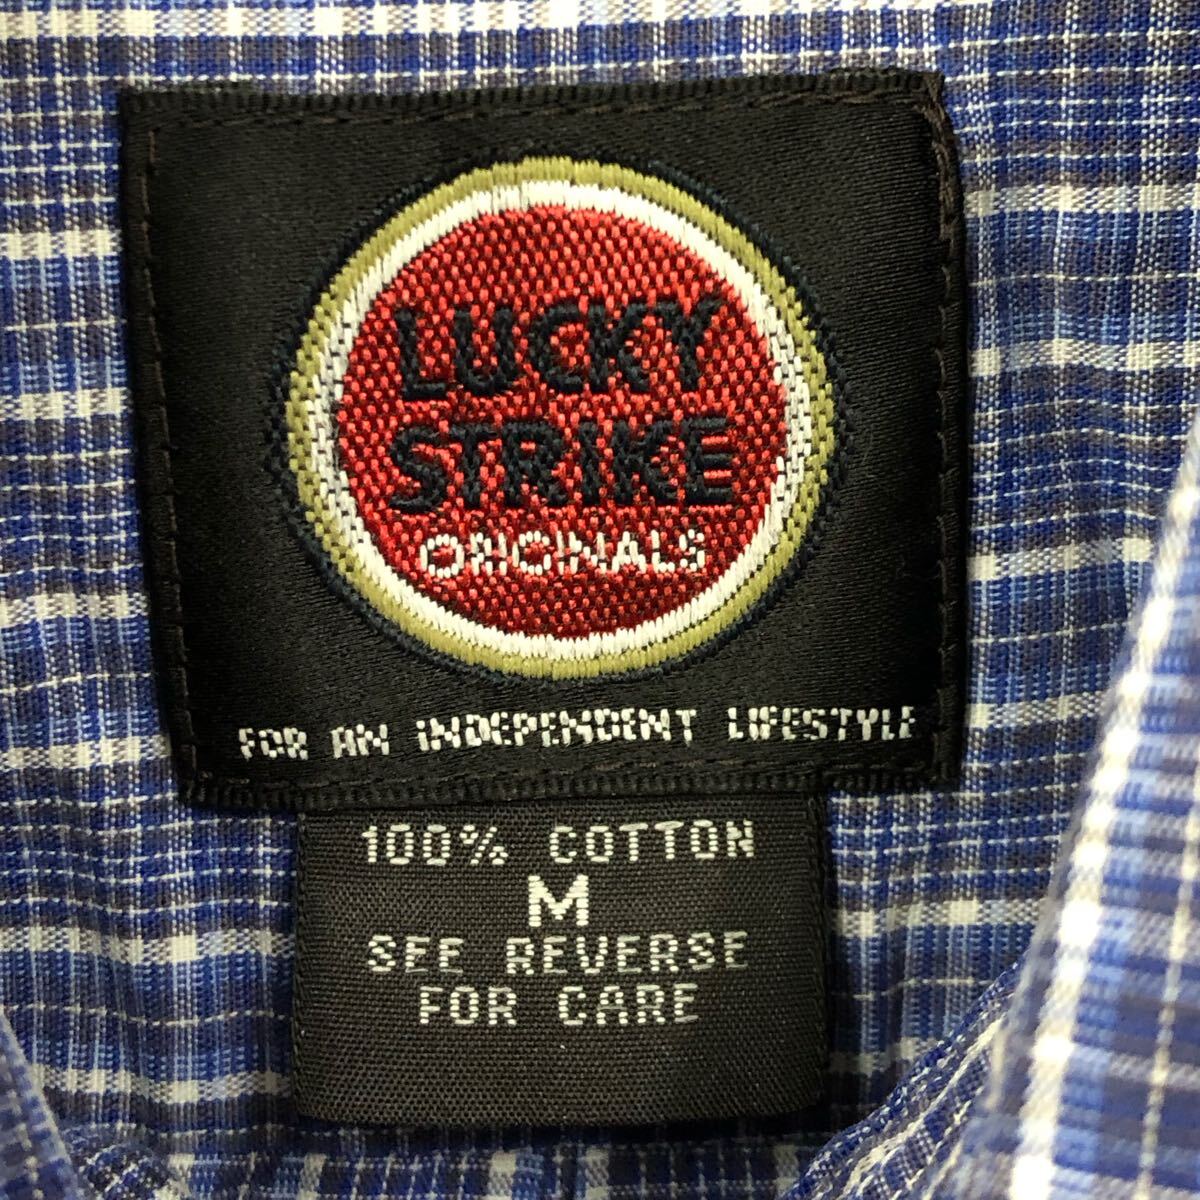 LUCKY
STRIKE
ORIGINALS
FOR AN iNDEPENDENT LIFESTYLE
100% COTTON
M
SEE REVERSE
FOR CARE